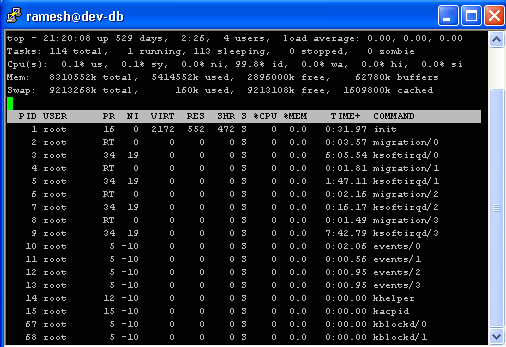 ramesh@dev-db
top - 21:20:08 up 529 days,  2:26,  4 users,  load average: 0.00, 0.00, 0.00
Tasks: 114 total,   1 running, 113 sleeping,   0 stopped,   0 zombie
Cpu(s):  0.1% us,  0.1% sy,  0.0% ni, 99.8% id,  0.0% wa,  0.0% hi,  0.0% si
Mem:   8310552k total,  5414552k used,  2896000k free,    62780k buffers
Swap:  9213268k total,      160k used,  9213108k free,  1609800k cached
PID USER      PR  NI  VIRT  RES  SHR S %CPU %MEM    TIME+  COMMAND
1 root      16   0  2172  552  472 S    0  0.0   0:31.97 init
2 root      RT   0     0    0    0 S    0  0.0   0:03.57 migration/0
3 root      34  19     0    0    0 S    0  0.0   6:05.54 ksoftirqd/0
4 root      RT   0     0    0    0 S    0  0.0   0:01.81 migration/1
5 root      34  19     0    0    0 S    0  0.0   1:47.11 ksoftirqd/1
6 root      RT   0     0    0    0 S    0  0.0   0:02.16 migration/2
7 root      34  19     0    0    0 S    0  0.0   0:16.17 ksoftirqd/2
8 root      RT   0     0    0    0 S    0  0.0   0:01.49 migration/3
9 root      34  19     0    0    0 S    0  0.0   7:42.79 ksoftirqd/3
10 root       5 -10     0    0    0 S    0  0.0   0:02.06 events/0
11 root       5 -10     0    0    0 S    0  0.0   0:00.56 events/1
12 root       5 -10     0    0    0 S    0  0.0   0:00.95 events/2
13 root       5 -10     0    0    0 S    0  0.0   0:00.95 events/3
14 root      12 -10     0    0    0 S    0  0.0   0:00.00 khelper
15 root      15 -10     0    0    0 S    0  0.0   0:00.00 kacpid
67 root       5 -10     0    0    0 S    0  0.0   0:00.00 kblockd/0
68 root       5 -10     0    0    0 S    0  0.0   0:00.00 kblockd/1